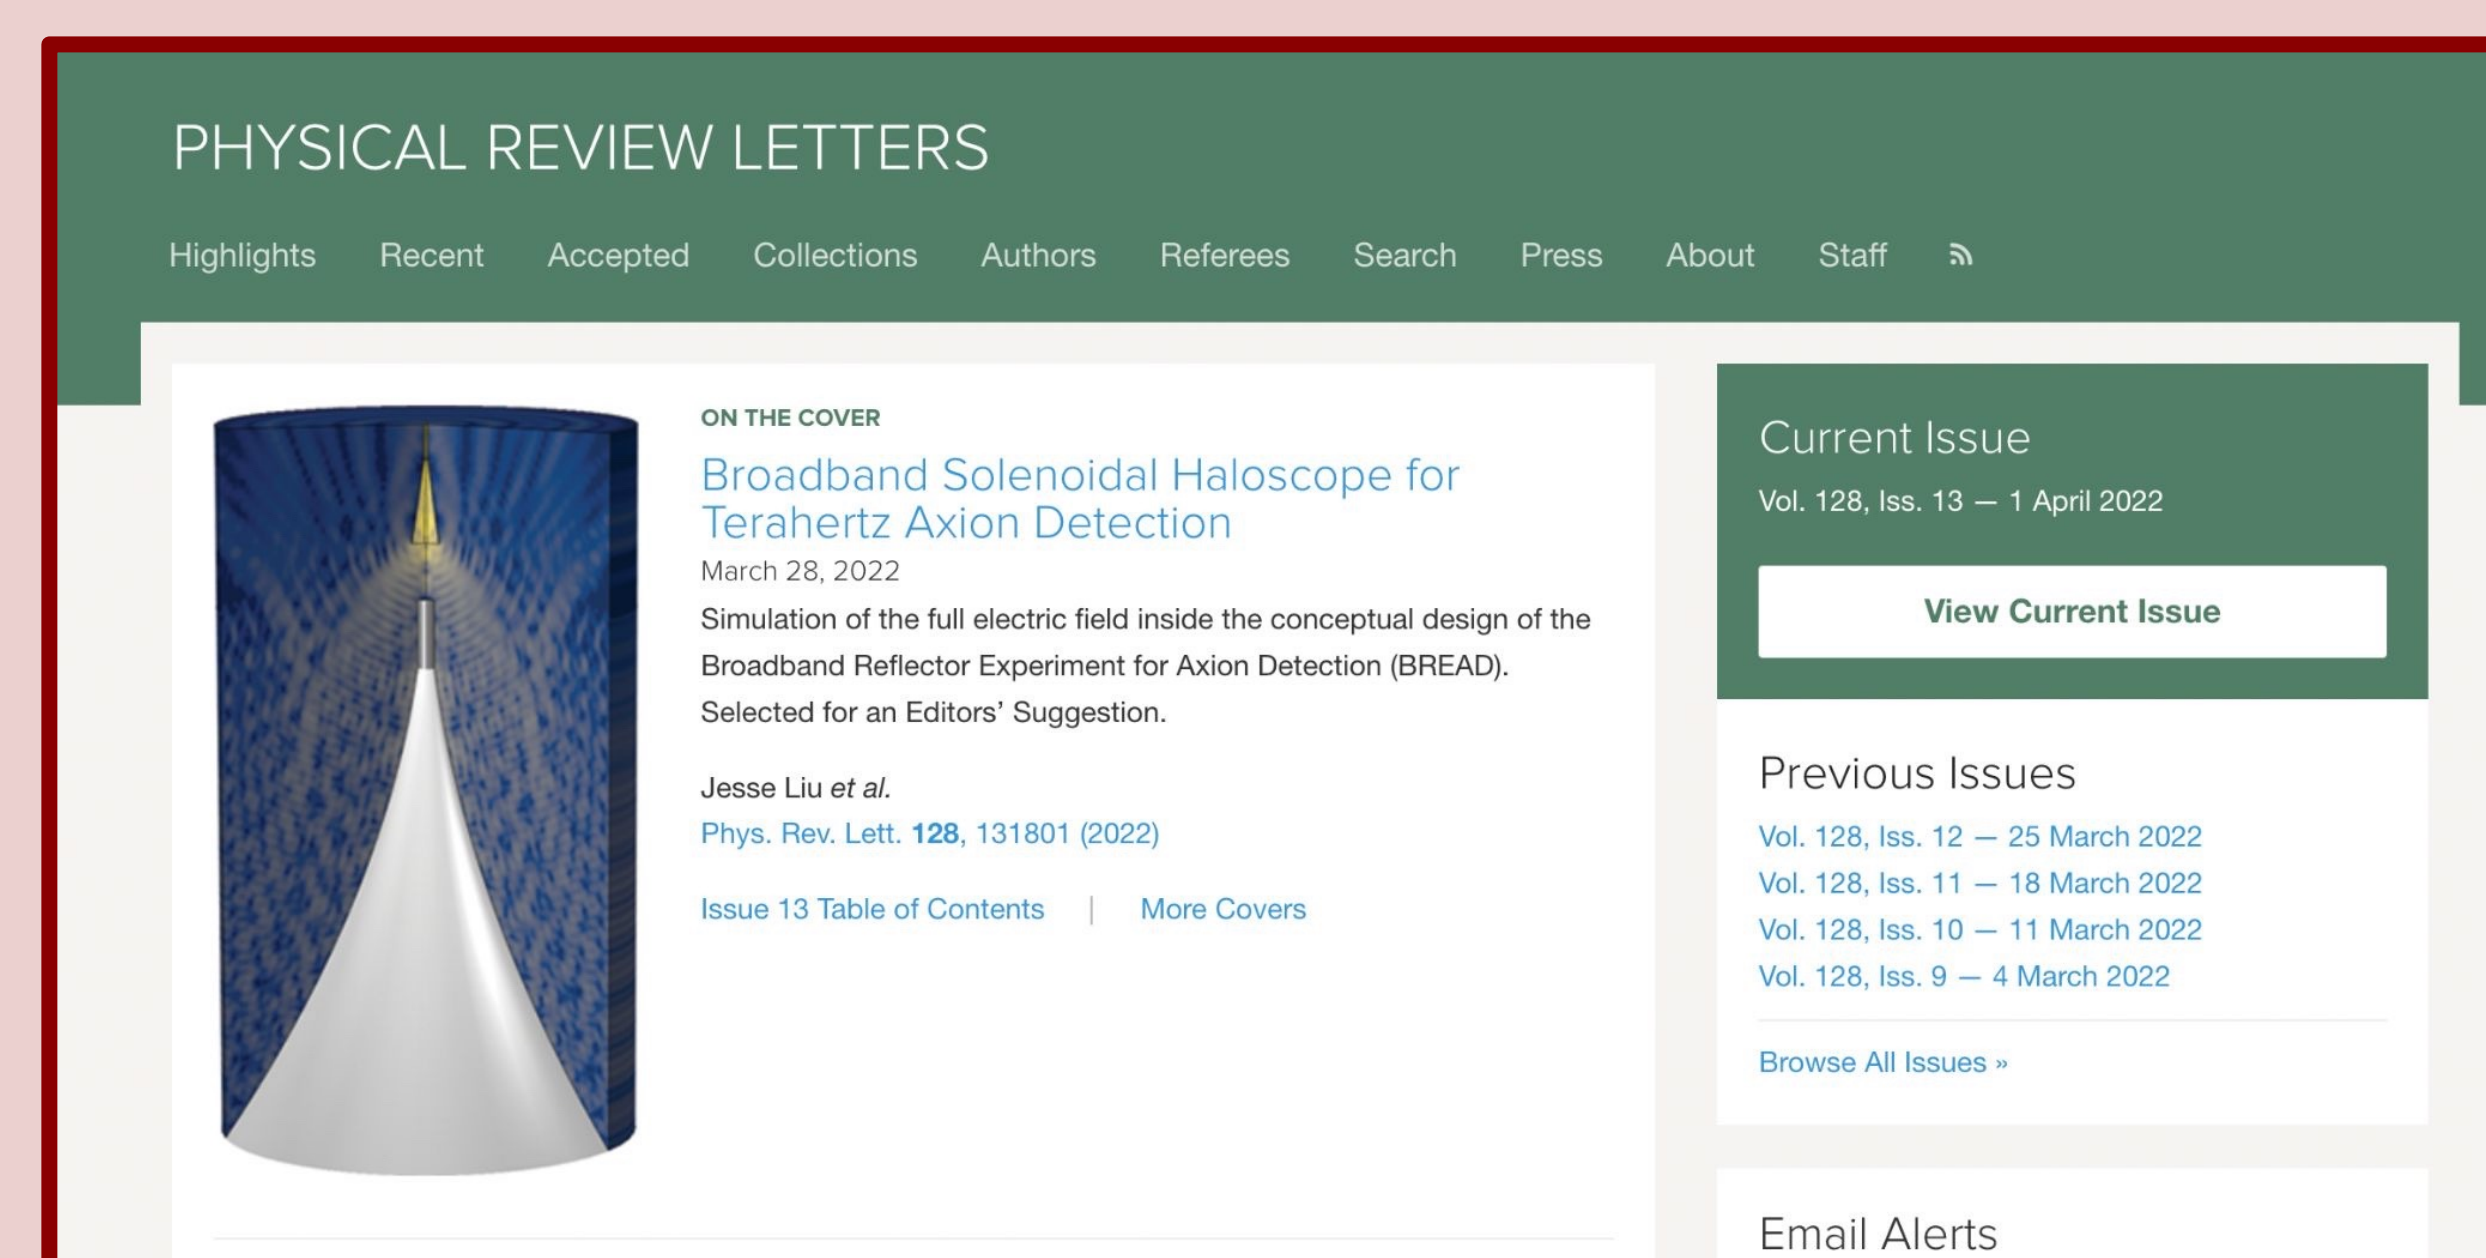 PHYSICAL REVIEW LETTERS
Highlights Recent Accepted Collections Authors Referees Search Press About Staff
ON THE COVER
Broadband Solenoidal Haloscope for
Terahertz Axion Detection
March 28, 2022
Simulation of the full electric field inside the conceptual design of the
Broadband Reflector Experiment for Axion Detection (BREAD).
Selected for an Editors’ Suggestion.
Jesse Liu et al.
Phys. Rev. Lett. 128, 131801 (2022)
Issue 13 Table of Contents | More Covers
Current Issue
Vol. 128, Iss. 13 — 1 April 2022
View Current Issue
Previous Issues
Vol. 128, Iss. 12 — 25 March 2022
Vol. 128, Iss. 11 — 18 March 2022
Vol. 128, Iss. 10 — 11 March 2022
Vol. 128, Iss. 9 — 4 March 2022
Browse All Issues »
Email Alerts